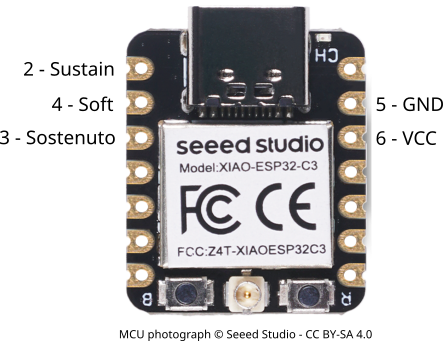 CH
2 - Sustain
4 - Soft
5 - GND
3 - Sostenuto
6 - VCC
seeed studio
Model:XIAO-ESP32-C3
FC CE
FCC:Z4T-XIAOESP32C3
B
R
MCU photograph © Seeed Studio - CC BY-SA 4.0